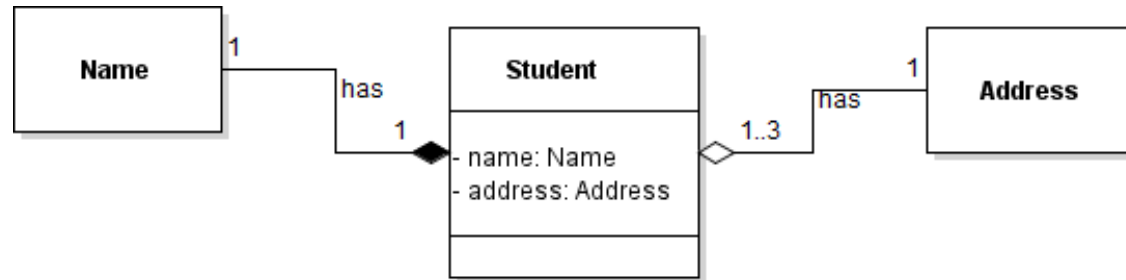 Name
1
has
1
Student
- name: Name
- address: Address
1..3
has
1
Address